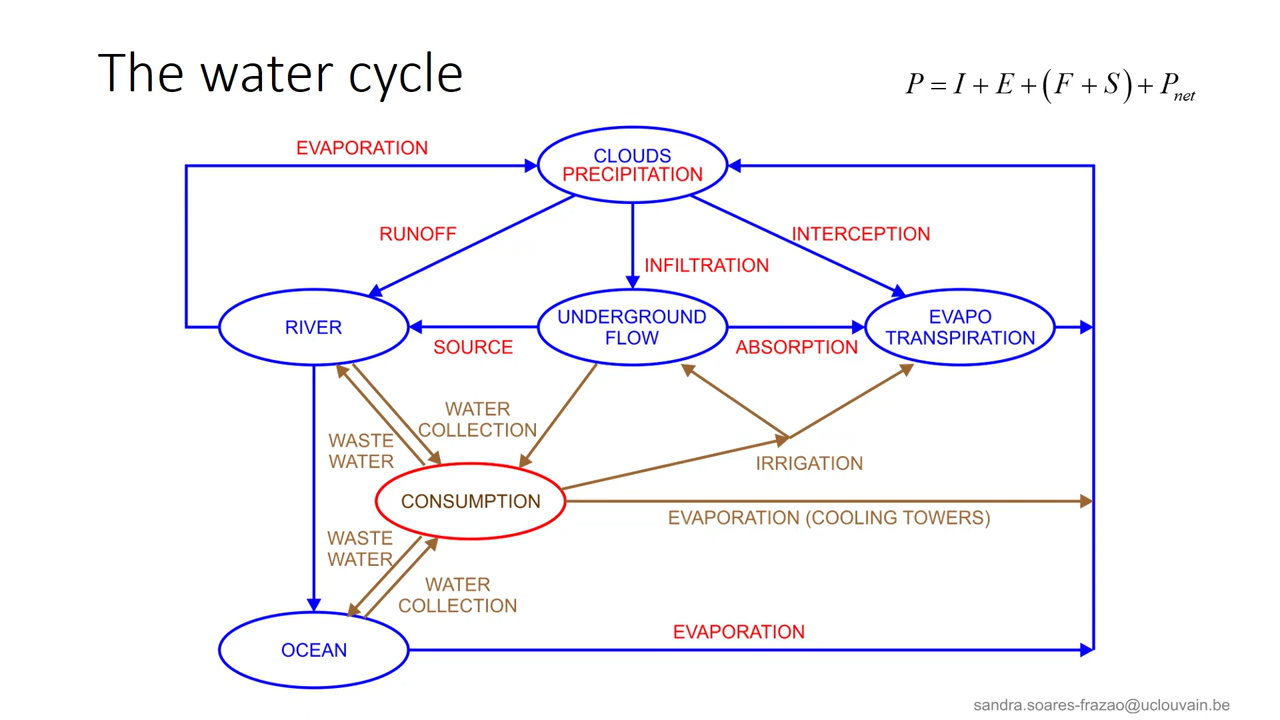 The water cycle
P = I + E + (F + S) + Pnet
EVAPORATION
CLOUDS
PRECIPITATION
RUNOFF
INTERCEPTION
INFILTRATION
RIVER
UNDERGROUND
FLOW
EVAPO
TRANSPIRATION
SOURCE
ABSORPTION
WATER
COLLECTION
WASTE
WATER
IRRIGATION
CONSUMPTION
EVAPORATION (COOLING TOWERS)
WASTE
WATER
WATER
COLLECTION
EVAPORATION
OCEAN
sandra.soares-frazao@uclouvain.be